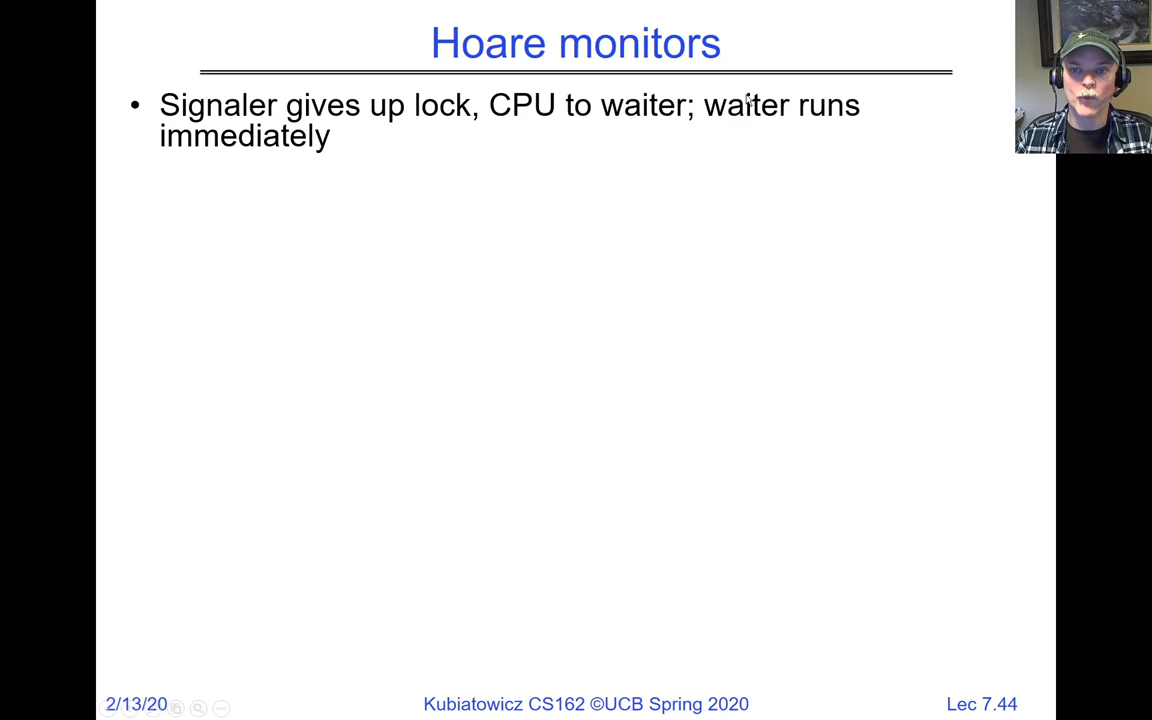 Hoare monitors
• Signaler gives up lock, CPU to waiter; waiter runs
immediately
2/13/20
Kubiatowicz CS162 ©UCB Spring 2020
Lec 7.44